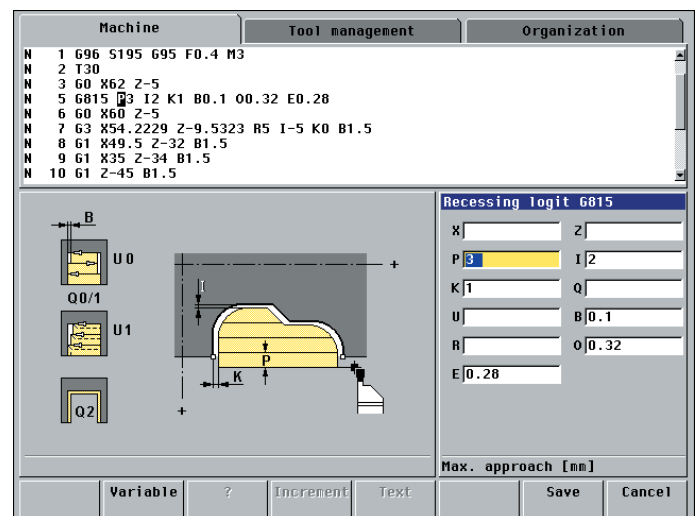 Machine Tool management Organization
N 1 G96 S195 G95 F0.4 M3
N 2 T30
N 3 G0 X62 Z-5
N 5 G815 P3 I2 K1 B0.1 O0.32 E0.28
N 6 G0 X60 Z-5
N 7 G3 X54.2229 Z-9.5323 R5 I-5 K0 B1.5
N 8 G1 X49.5 Z-32 B1.5
N 9 G1 X35 Z-34 B1.5
N 10 G1 Z-45 B1.5
Recessing logit G815
X Z
P 3 I 2
K 1 Q
U B 0.1
R O 0.32
E 0.28
Max. approach [mm]
B
U0
Q0/1
U1
Q2
I
+
P
K
+
Variable ? Increment Text Save Cancel